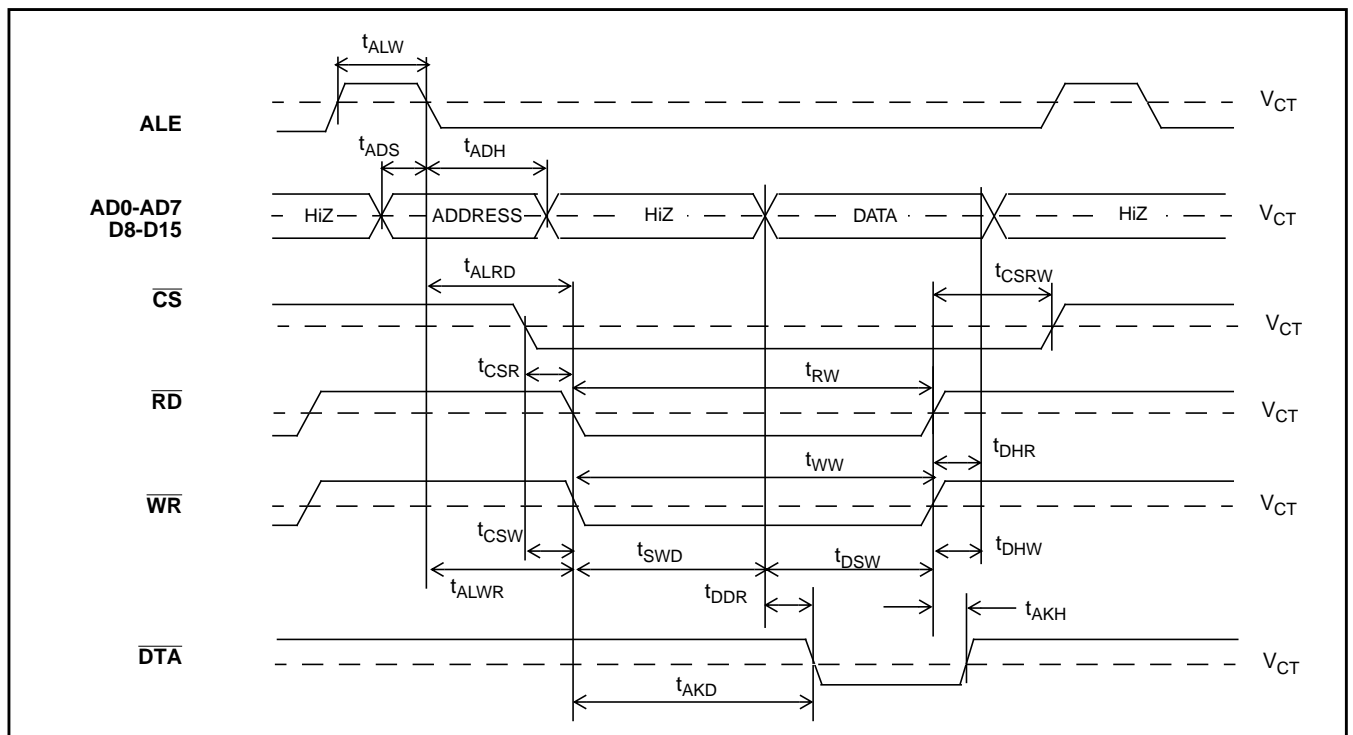 tALW
ALE
VCT
tADS
tADH
AD0-AD7
D8-D15
HiZ
ADDRESS
HiZ
DATA
HiZ
VCT
tALRD
tCSRW
CS
VCT
tCSR
tRW
RD
VCT
tDHR
tWW
WR
VCT
tCSW
tSWD
tDSW
tDHW
tALWR
tDDR
tAKH
DTA
VCT
tAKD